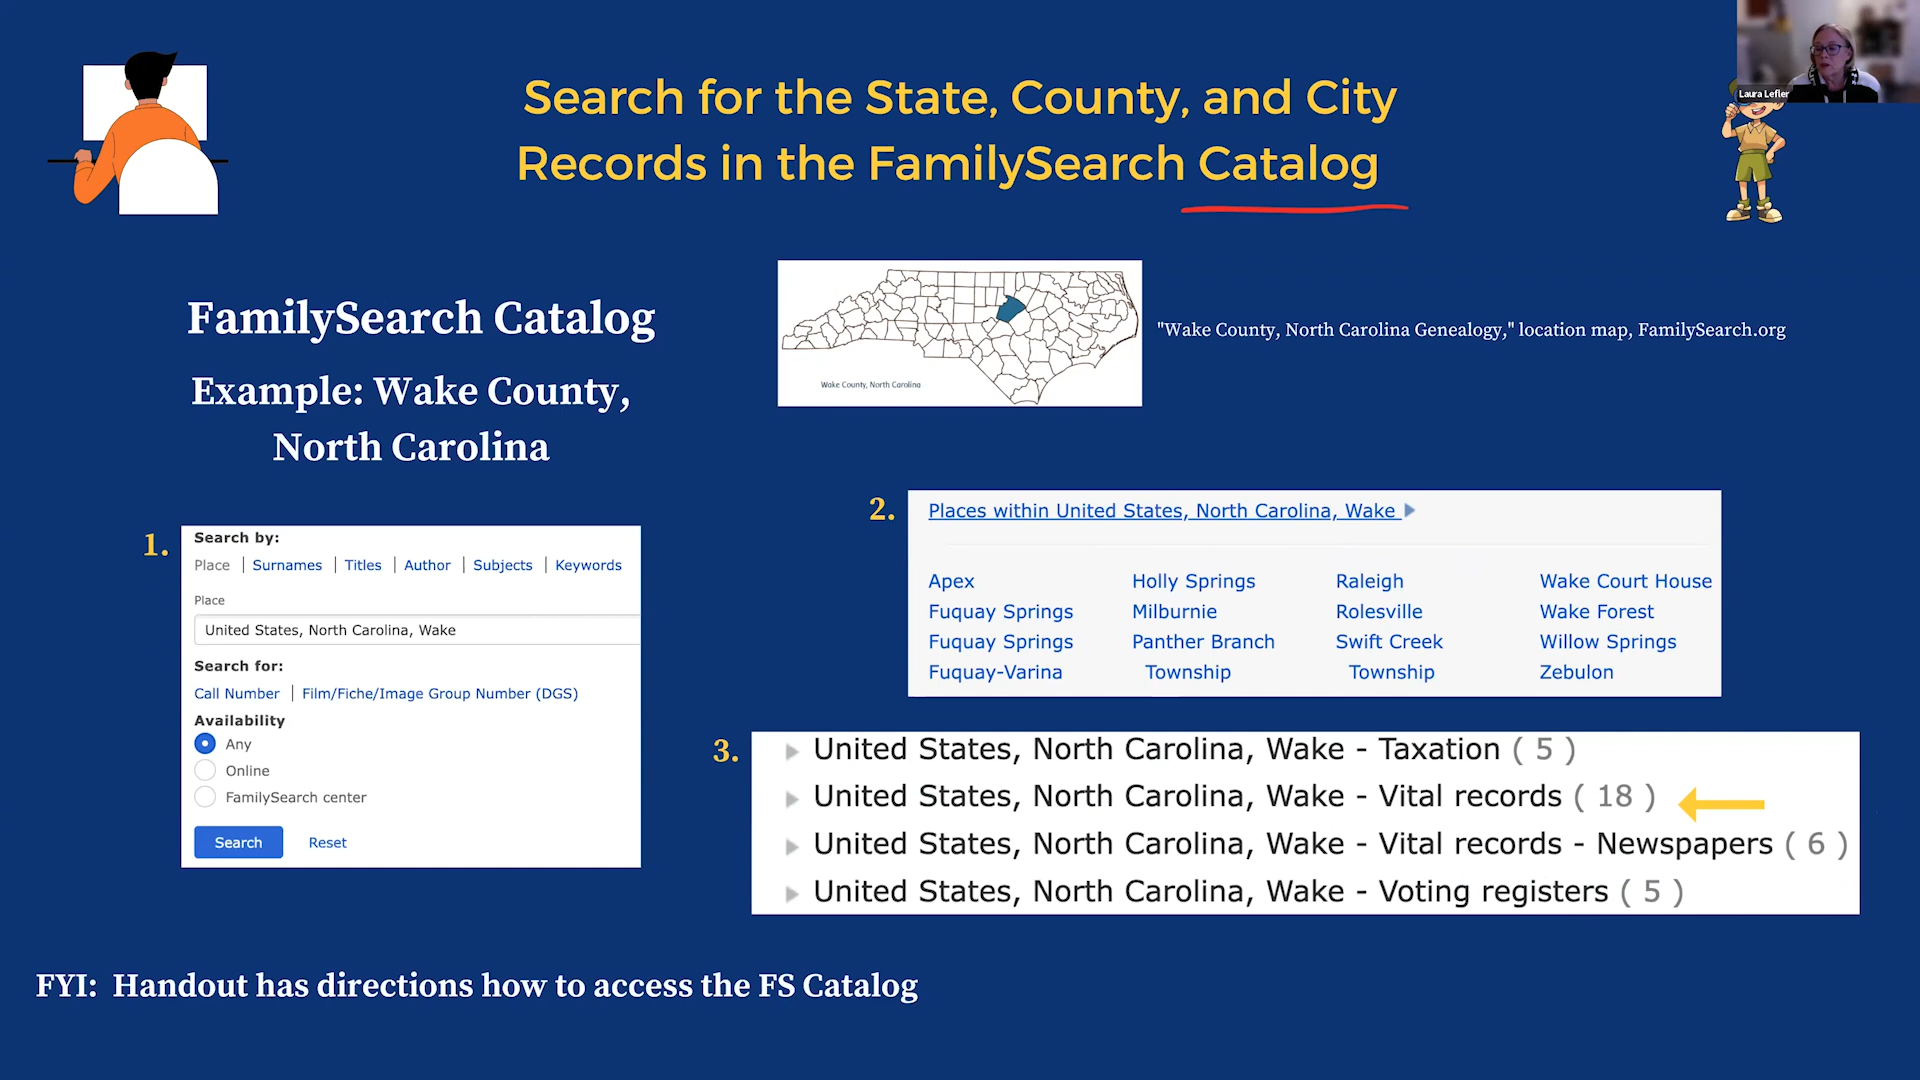 Laura Lefler
Search for the State, County, and City
Records in the FamilySearch Catalog
FamilySearch Catalog
Example: Wake County,
North Carolina
Wake County, North Carolina
"Wake County, North Carolina Genealogy," location map, FamilySearch.org
1.
Search by:
Place | Surnames | Titles | Author | Subjects | Keywords
Place
United States, North Carolina, Wake
Search for:
Call Number | Film/Fiche/Image Group Number (DGS)
Availability
Any
Online
FamilySearch center
Search Reset
2.
Places within United States, North Carolina, Wake
Apex Holly Springs Raleigh Wake Court House
Fuquay Springs Milburnie Rolesville Wake Forest
Fuquay Springs Panther Branch Swift Creek Willow Springs
Fuquay-Varina Township Township Zebulon
3.
United States, North Carolina, Wake - Taxation ( 5 )
United States, North Carolina, Wake - Vital records ( 18 )
United States, North Carolina, Wake - Vital records - Newspapers ( 6 )
United States, North Carolina, Wake - Voting registers ( 5 )
FYI: Handout has directions how to access the FS Catalog